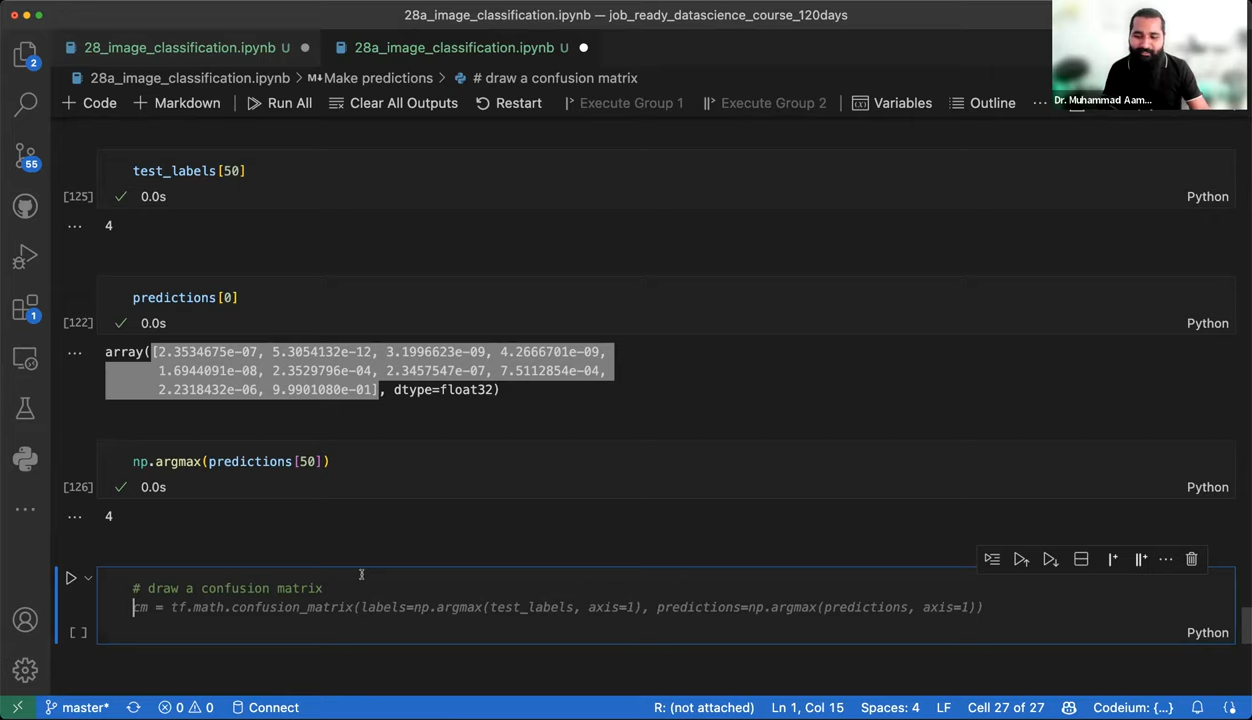 28a_image_classification.ipynb — job_ready_datascience_course_120days
28_image_classification.ipynb U
28a_image_classification.ipynb U
28a_image_classification.ipynb > M↓Make predictions > # draw a confusion matrix
+ Code + Markdown Run All Clear All Outputs Restart Execute Group 1 Execute Group 2 Variables Outline ...
Dr. Muhammad Aam...
2
55
1
test_labels[50]
[125] ✓ 0.0s Python
... 4
predictions[0]
[122] ✓ 0.0s Python
... array([2.3534675e-07, 5.3054132e-12, 3.1996623e-09, 4.2666701e-09,
1.6944091e-08, 2.3529796e-04, 2.3457547e-07, 7.5112854e-04,
2.2318432e-06, 9.9901080e-01], dtype=float32)
np.argmax(predictions[50])
[126] ✓ 0.0s Python
... 4
# draw a confusion matrix
cm = tf.math.confusion_matrix(labels=np.argmax(test_labels, axis=1), predictions=np.argmax(predictions, axis=1))
[ ] Python
master* 0 0 Connect R: (not attached) Ln 1, Col 15 Spaces: 4 LF Cell 27 of 27 Codeium: {...}